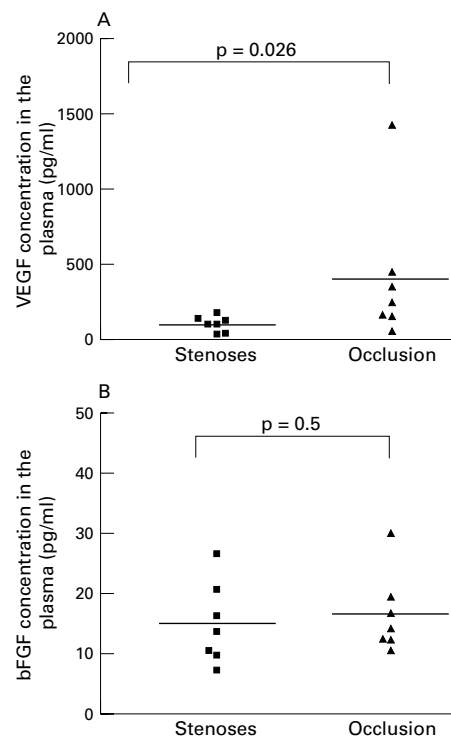 A
2000
p = 0.026
1500
1000
500
0
VEGF concentration in the
plasma (pg/ml)
Stenoses
Occlusion
B
50
p = 0.5
40
30
20
10
0
bFGF concentration in the
plasma (pg/ml)
Stenoses
Occlusion